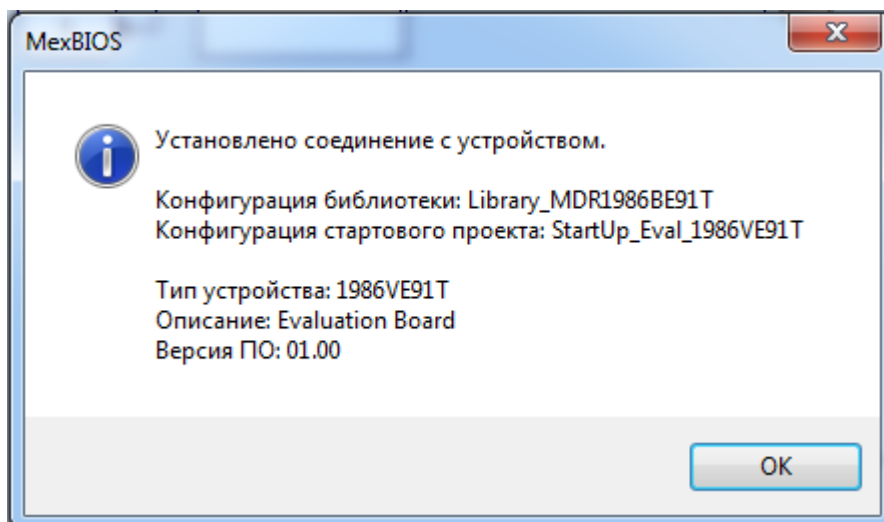 MexBIOS
Установлено соединение с устройством.
Конфигурация библиотеки: Library_MDR1986BE91T
Конфигурация стартового проекта: StartUp_Eval_1986VE91T
Тип устройства: 1986VE91T
Описание: Evaluation Board
Версия ПО: 01.00
OK